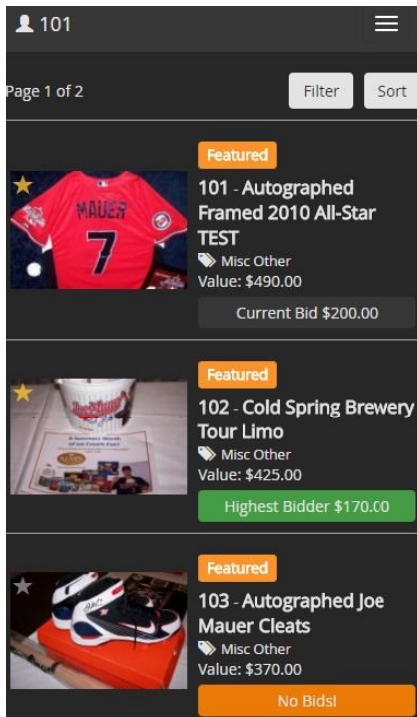 101
Page 1 of 2
Filter
Sort
Featured
101 - Autographed
Framed 2010 All-Star
TEST
Misc Other
Value: $490.00
Current Bid $200.00
MAUER
7
Featured
102 - Cold Spring Brewery
Tour Limo
Misc Other
Value: $425.00
Highest Bidder $170.00
Featured
103 - Autographed Joe
Mauer Cleats
Misc Other
Value: $370.00
No Bids!